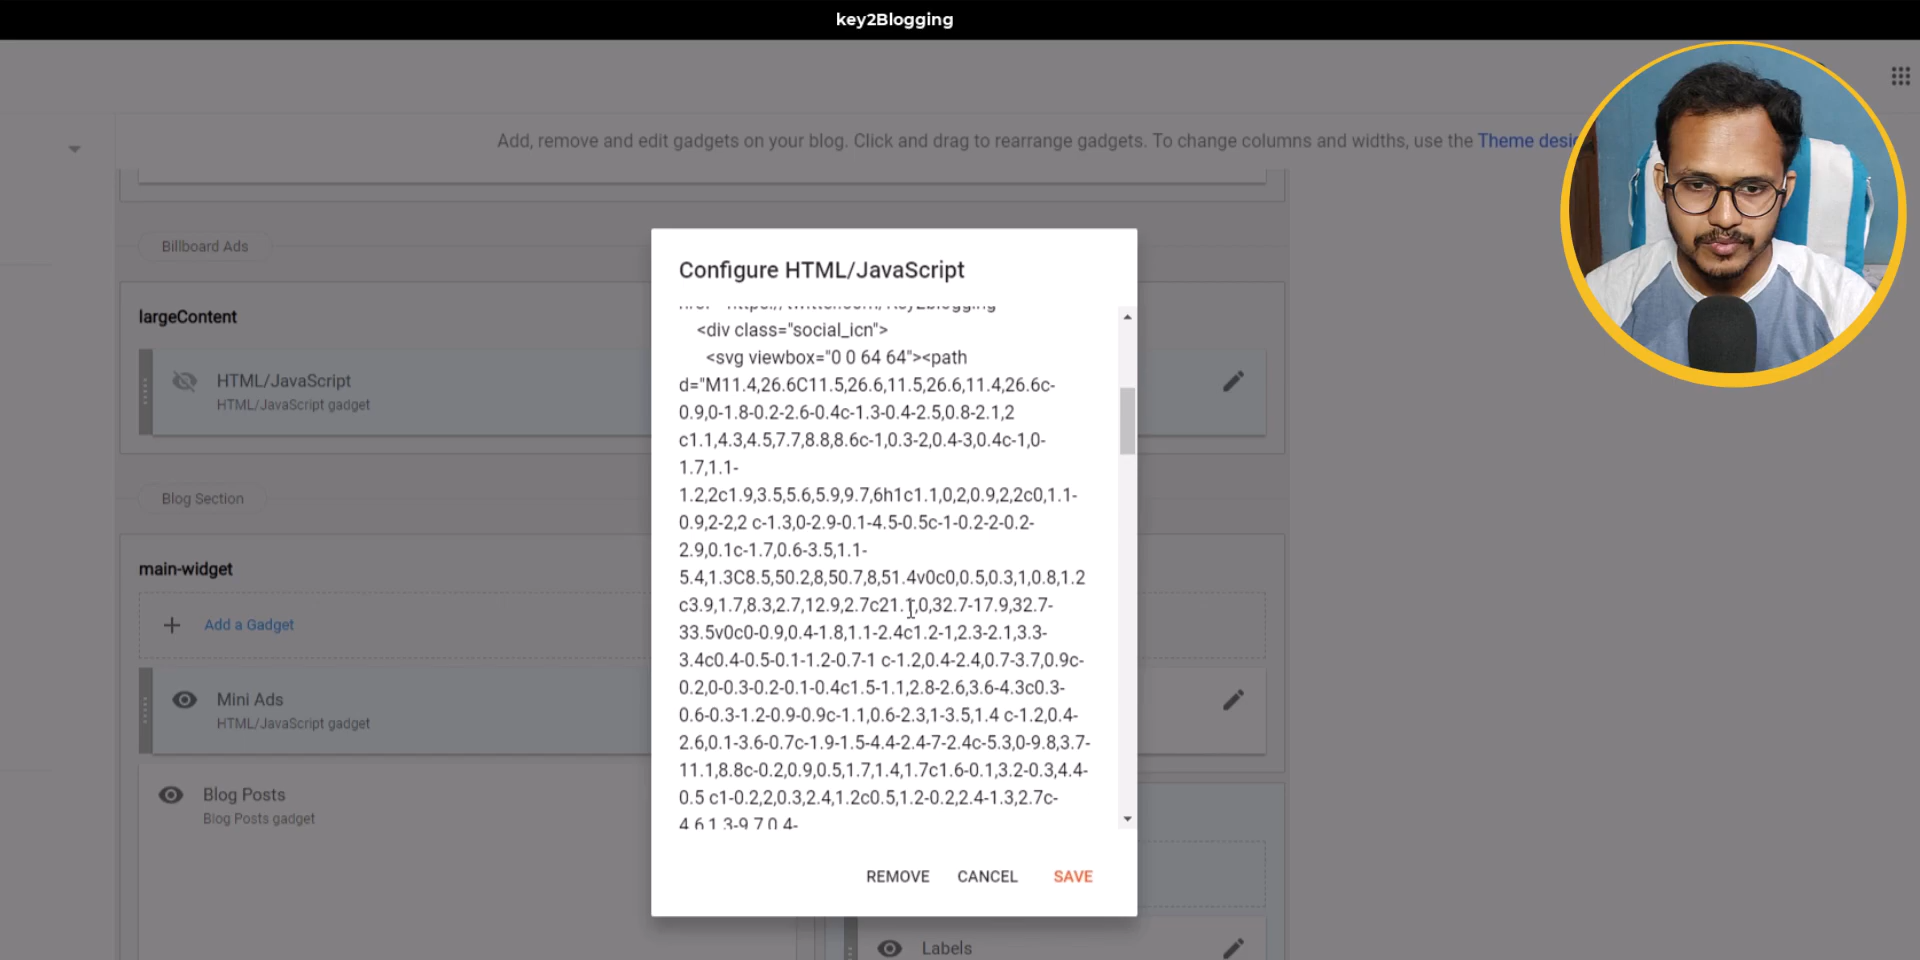 key2Blogging
Add, remove and edit gadgets on your blog. Click and drag to rearrange gadgets. To change columns and widths, use the Theme desi
Billboard Ads
largeContent
HTML/JavaScript
HTML/JavaScript gadget
Blog Section
main-widget
Add a Gadget
Mini Ads
HTML/JavaScript gadget
Blog Posts
Blog Posts gadget
Labels
Configure HTML/JavaScript
<div class="social_icn">
<svg viewbox="0 0 64 64"><path
d="M11.4,26.6C11.5,26.6,11.5,26.6,11.4,26.6c-
0.9,0-1.8-0.2-2.6-0.4c-1.3-0.4-2.5,0.8-2.1,2
c1.1,4.3,4.5,7.7,8.8,8.6c-1,0.3-2,0.4-3,0.4c-1,0-
1.7,1.1-
1.2,2c1.9,3.5,5.6,5.9,9.7,6h1c1.1,0,2,0.9,2,2c0,1.1-
0.9,2-2,2 c-1.3,0-2.9-0.1-4.5-0.5c-1-0.2-2-0.2-
2.9,0.1c-1.7,0.6-3.5,1.1-
5.4,1.3C8.5,50.2,8,50.7,8,51.4v0c0,0.5,0.3,1,0.8,1.2
c3.9,1.7,8.3,2.7,12.9,2.7c21.1,0,32.7-17.9,32.7-
33.5v0c0-0.9,0.4-1.8,1.1-2.4c1.2-1,2.3-2.1,3.3-
3.4c0.4-0.5-0.1-1.2-0.7-1 c-1.2,0.4-2.4,0.7-3.7,0.9c-
0.2,0-0.3-0.2-0.1-0.4c1.5-1.1,2.8-2.6,3.6-4.3c0.3-
0.6-0.3-1.2-0.9-0.9c-1.1,0.6-2.3,1-3.5,1.4 c-1.2,0.4-
2.6,0.1-3.6-0.7c-1.9-1.5-4.4-2.4-7-2.4c-5.3,0-9.8,3.7-
11.1,8.8c-0.2,0.9,0.5,1.7,1.4,1.7c1.6-0.1,3.2-0.3,4.4-
0.5 c1-0.2,2,0.3,2.4,1.2c0.5,1.2-0.2,2.4-1.3,2.7c-
REMOVE CANCEL SAVE